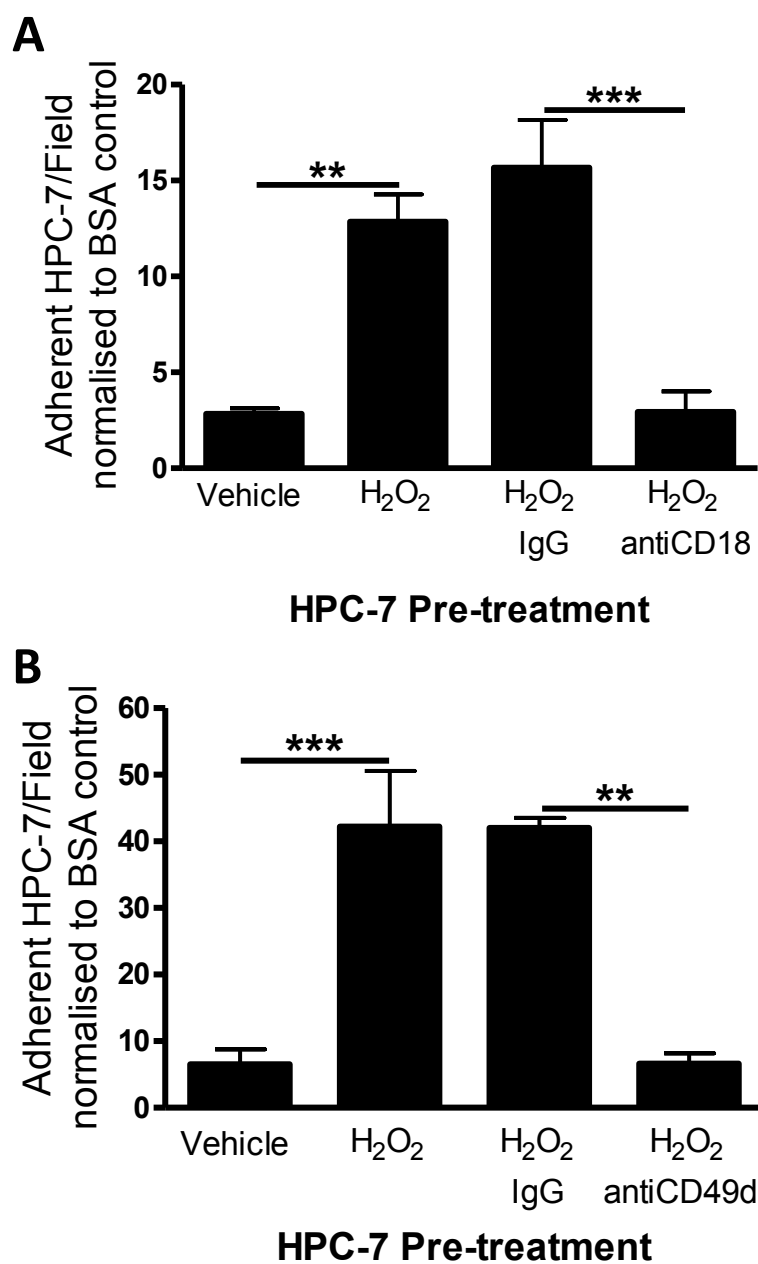 A
Adherent HPC-7/Field
normalised to BSA control
20
15
10
5
0
**
***
Vehicle H₂O₂ H₂O₂ H₂O₂
IgG antiCD18
HPC-7 Pre-treatment
B
Adherent HPC-7/Field
normalised to BSA control
60
50
40
30
20
10
0
***
**
Vehicle H₂O₂ H₂O₂ H₂O₂
IgG antiCD49d
HPC-7 Pre-treatment